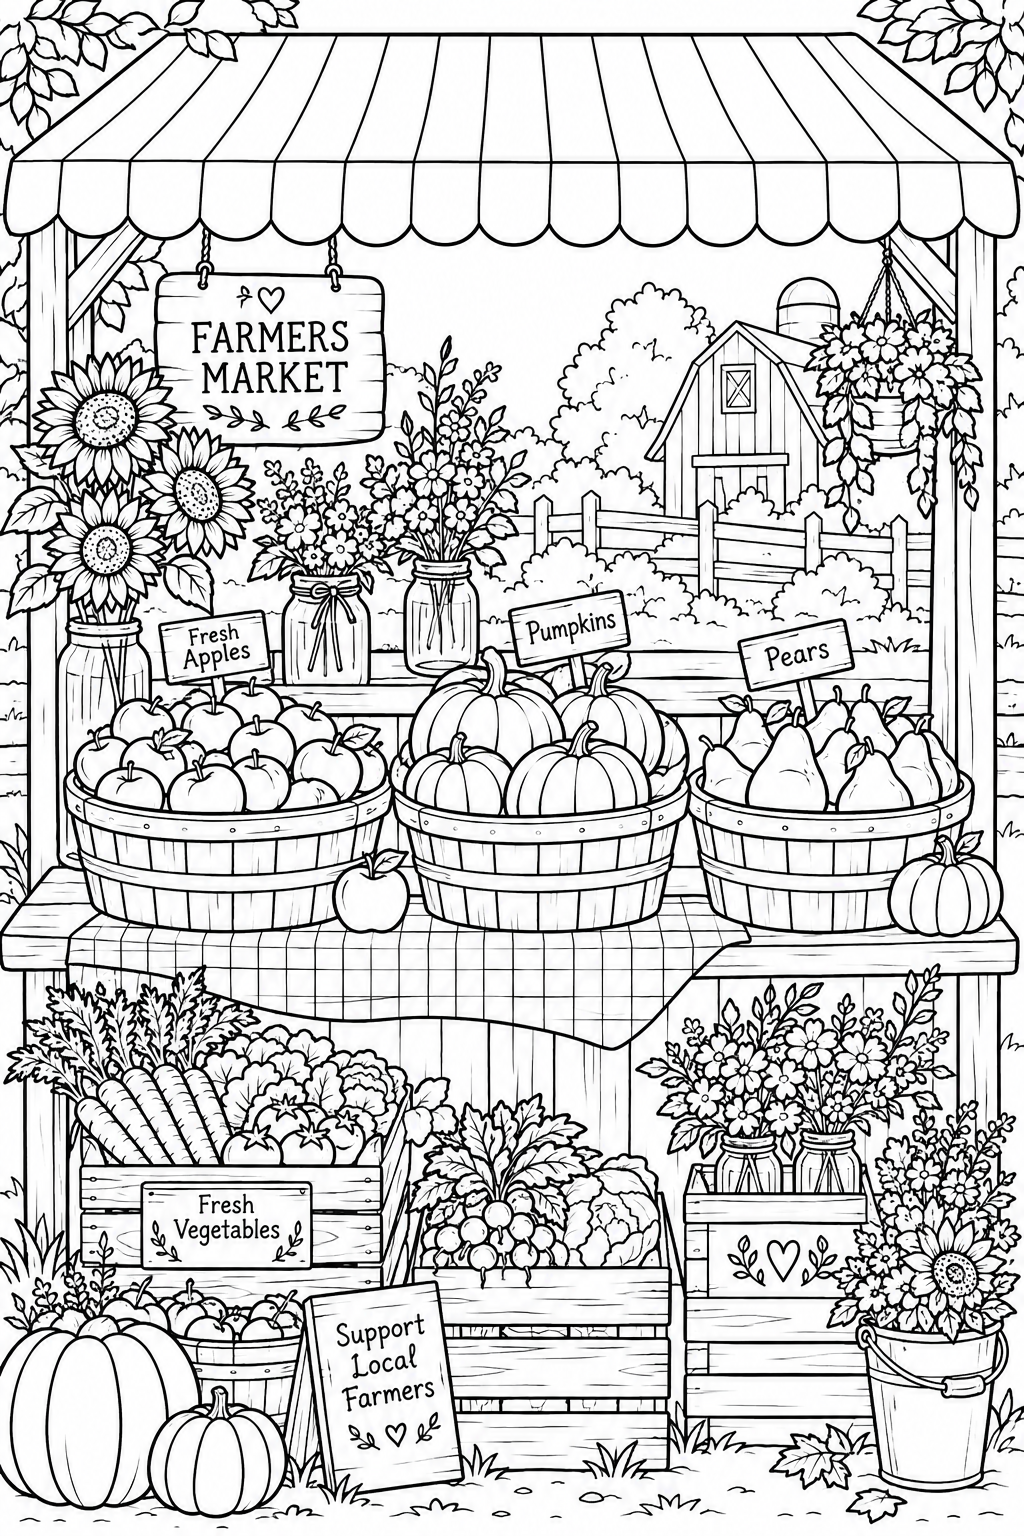 FARMERS
MARKET
Fresh
Apples
Pumpkins
Pears
Fresh
Vegetables
Support
Local
Farmers